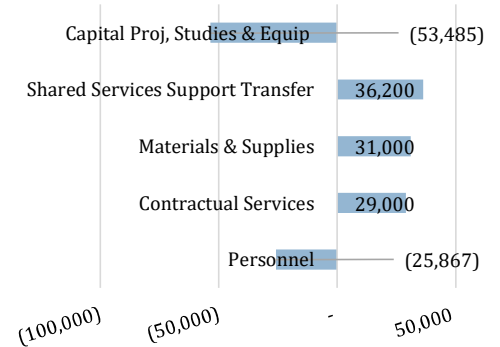 Capital Proj, Studies & Equip (53,485)
Shared Services Support Transfer 36,200
Materials & Supplies 31,000
Contractual Services 29,000
Personnel (25,867)
(100,000) (50,000) - 50,000